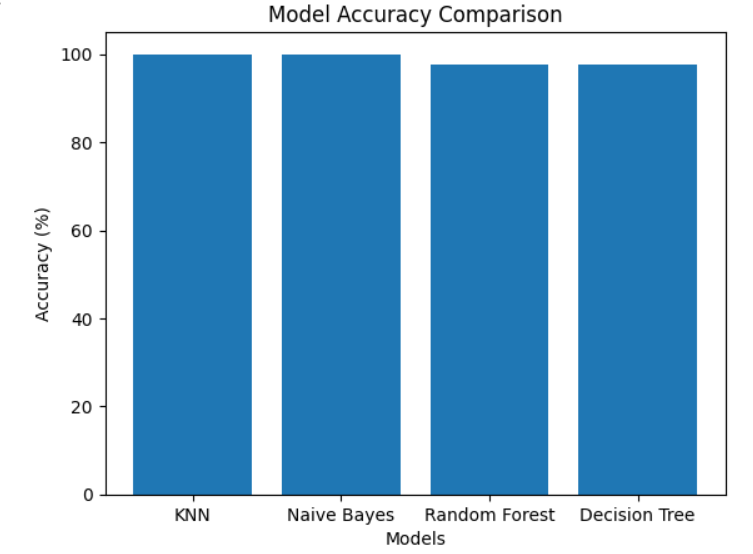 Model Accuracy Comparison
Accuracy (%)
100
80
60
40
20
0
KNN Naive Bayes Random Forest Decision Tree
Models